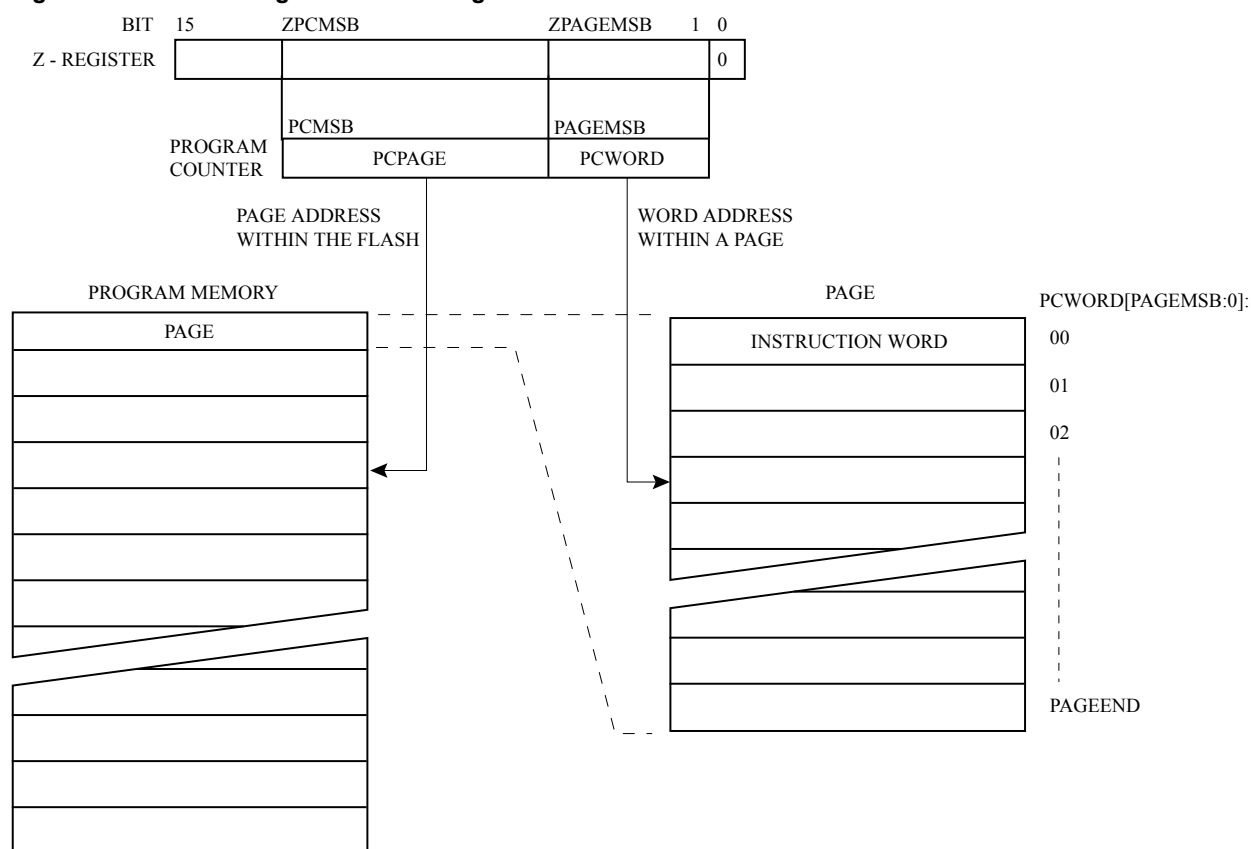 BIT 15 ZPCMSB ZPAGEMSB 1 0
Z - REGISTER 0
PCMSB PAGEMSB
PROGRAM
COUNTER
PCPAGE PCWORD
PAGE ADDRESS
WITHIN THE FLASH
WORD ADDRESS
WITHIN A PAGE
PROGRAM MEMORY
PAGE
PAGE
PCWORD[PAGEMSB:0]:
INSTRUCTION WORD
00
01
02
PAGEEND